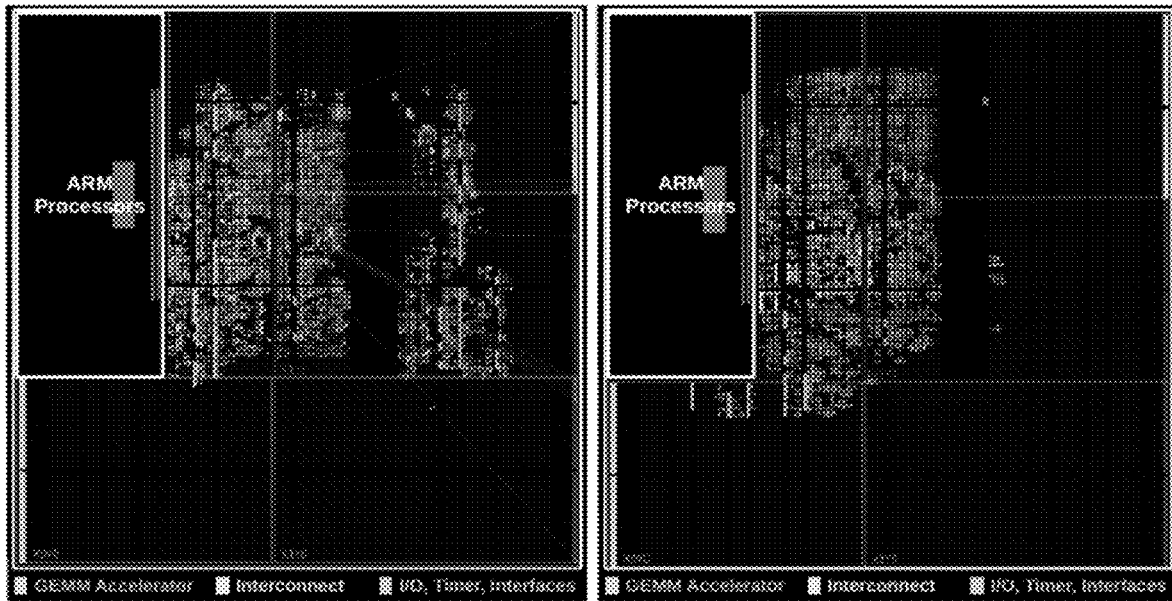 ARM
Processors
GEMM Accelerator Interconnect I/O, Timer, Interfaces
ARM
Processors
GEMM Accelerator Interconnect I/O, Timer, Interfaces